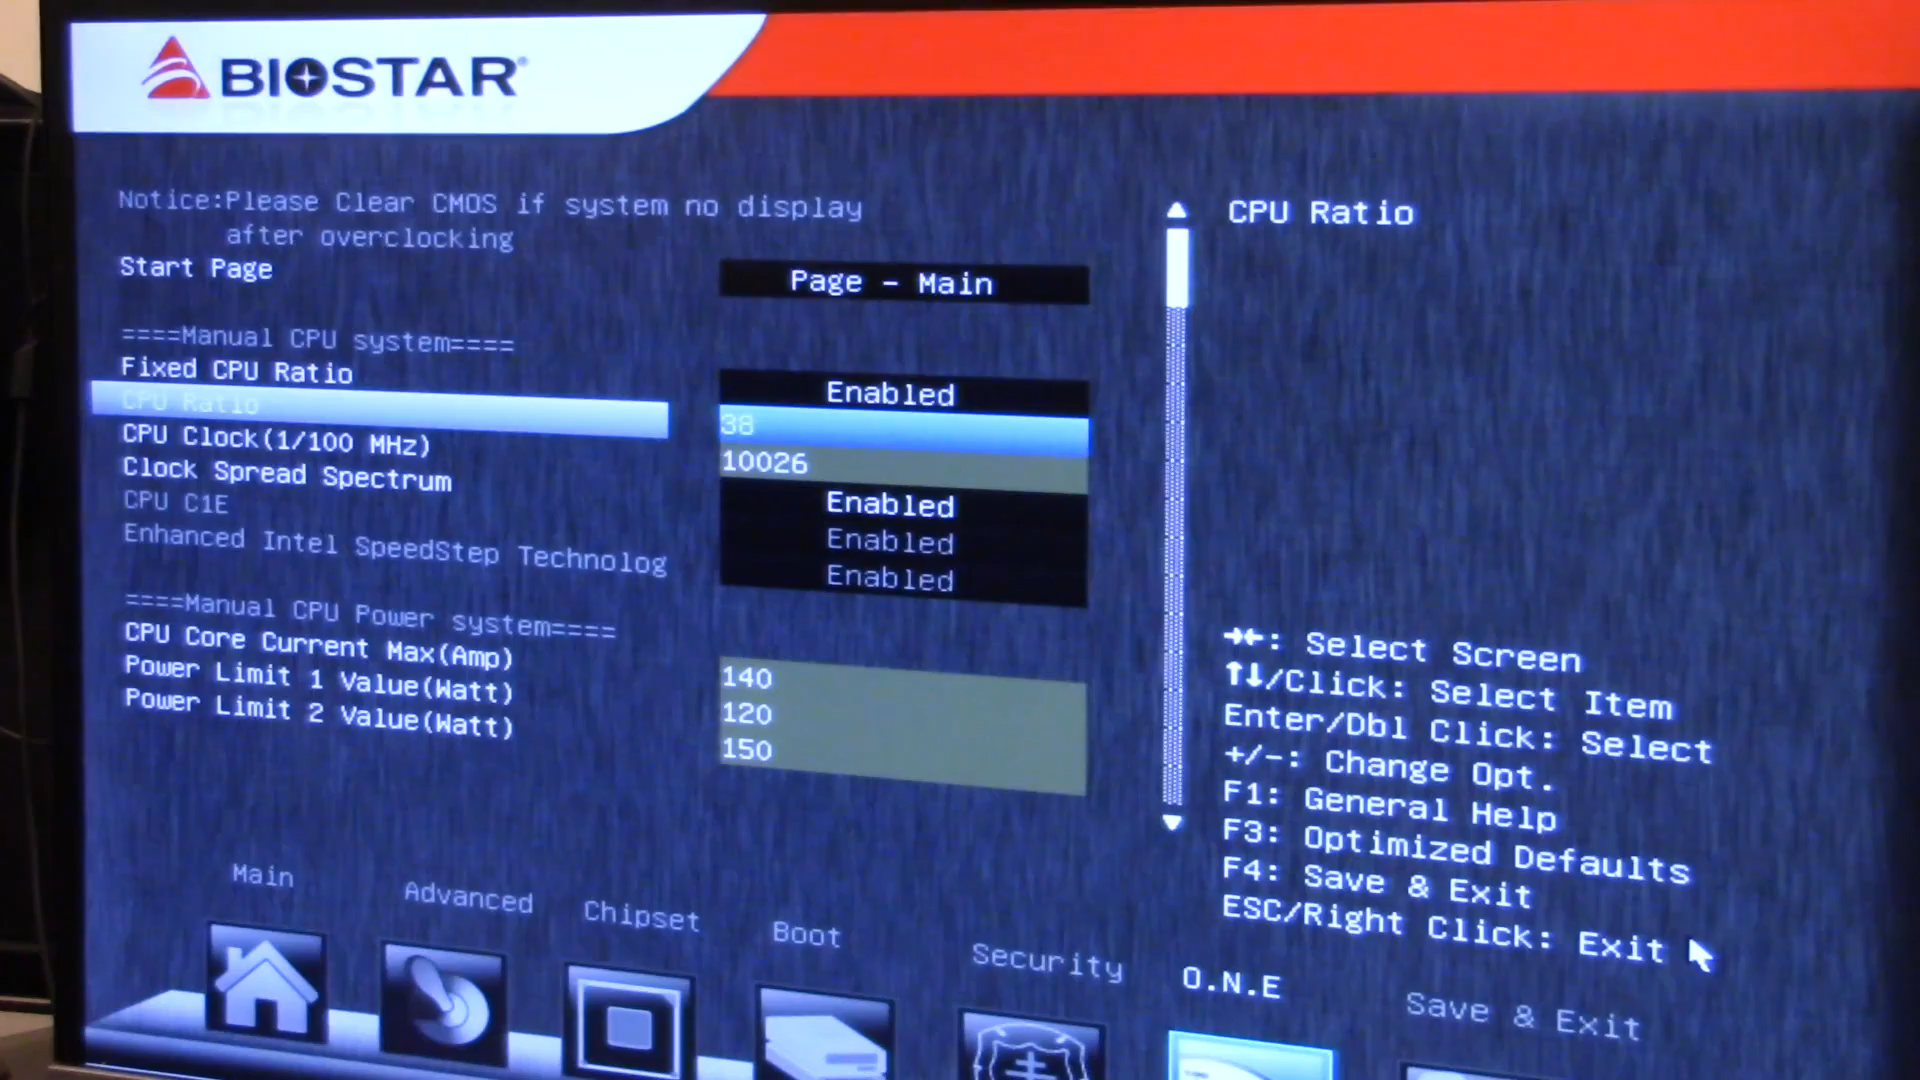 BIOSTAR
Notice:Please Clear CMOS if system no display
after overclocking
Start Page
Page - Main
====Manual CPU system====
Fixed CPU Ratio
Enabled
CPU Ratio
38
CPU Clock(1/100 MHz)
10026
Clock Spread Spectrum
Enabled
CPU C1E
Enabled
Enhanced Intel SpeedStep Technolog
Enabled
====Manual CPU Power system====
CPU Core Current Max(Amp)
140
Power Limit 1 Value(Watt)
120
Power Limit 2 Value(Watt)
150
CPU Ratio
→←: Select Screen
↑↓/Click: Select Item
Enter/Dbl Click: Select
+/-: Change Opt.
F1: General Help
F3: Optimized Defaults
F4: Save & Exit
ESC/Right Click: Exit
Main
Advanced
Chipset
Boot
Security
O.N.E
Save & Exit